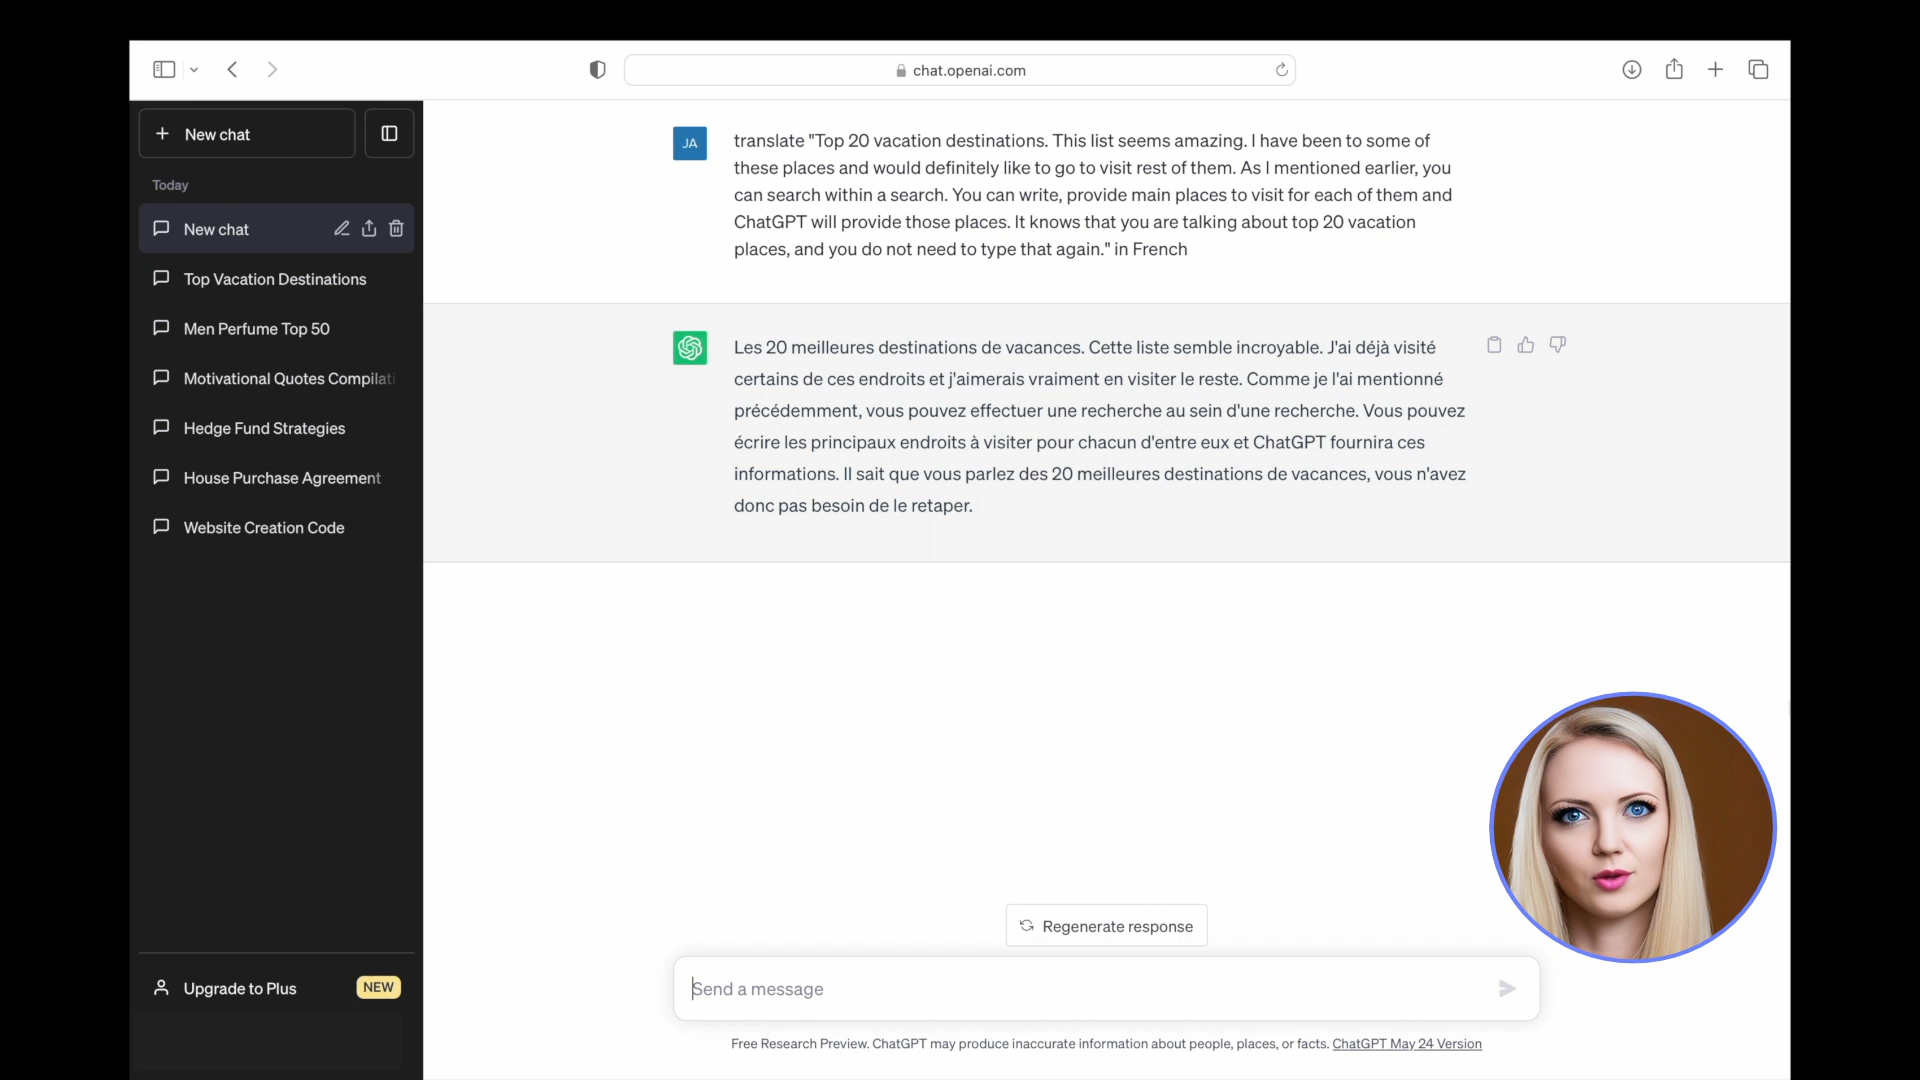 chat.openai.com
New chat
Today
New chat
Top Vacation Destinations
Men Perfume Top 50
Motivational Quotes Compilati
Hedge Fund Strategies
House Purchase Agreement
Website Creation Code
Upgrade to Plus NEW
JA
translate "Top 20 vacation destinations. This list seems amazing. I have been to some of
these places and would definitely like to go to visit rest of them. As I mentioned earlier, you
can search within a search. You can write, provide main places to visit for each of them and
ChatGPT will provide those places. It knows that you are talking about top 20 vacation
places, and you do not need to type that again." in French
Les 20 meilleures destinations de vacances. Cette liste semble incroyable. J'ai déjà visité
certains de ces endroits et j'aimerais vraiment en visiter le reste. Comme je l'ai mentionné
précédemment, vous pouvez effectuer une recherche au sein d'une recherche. Vous pouvez
écrire les principaux endroits à visiter pour chacun d'entre eux et ChatGPT fournira ces
informations. Il sait que vous parlez des 20 meilleures destinations de vacances, vous n'avez
donc pas besoin de le retaper.
Regenerate response
Send a message
Free Research Preview. ChatGPT may produce inaccurate information about people, places, or facts. ChatGPT May 24 Version